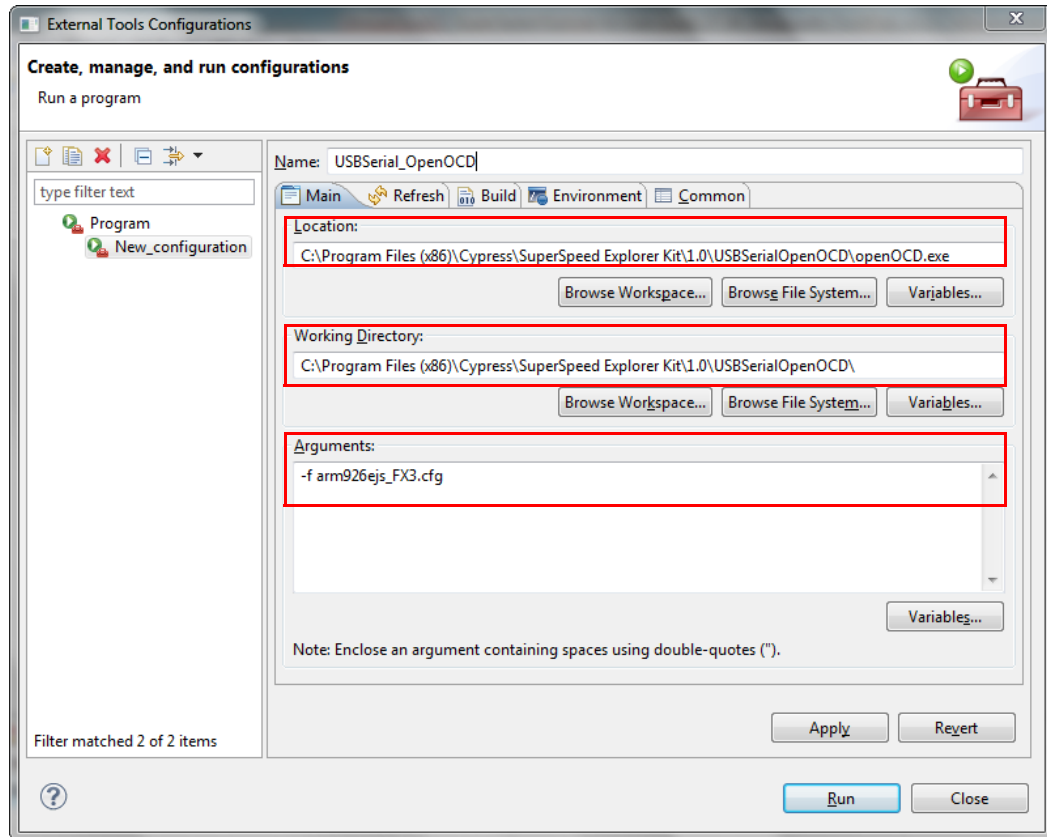 External Tools Configurations
Create, manage, and run configurations
Run a program
type filter text
Program
New_configuration
Filter matched 2 of 2 items
Name: USBSerial_OpenOCD
Main Refresh Build Environment Common
Location:
C:\Program Files (x86)\Cypress\SuperSpeed Explorer Kit\1.0\USBSerialOpenOCD\openOCD.exe
Browse Workspace... Browse File System... Variables...
Working Directory:
C:\Program Files (x86)\Cypress\SuperSpeed Explorer Kit\1.0\USBSerialOpenOCD\
Browse Workspace... Browse File System... Variables...
Arguments:
-f arm926ejs_FX3.cfg
Variables...
Note: Enclose an argument containing spaces using double-quotes (").
Apply Revert
Run Close